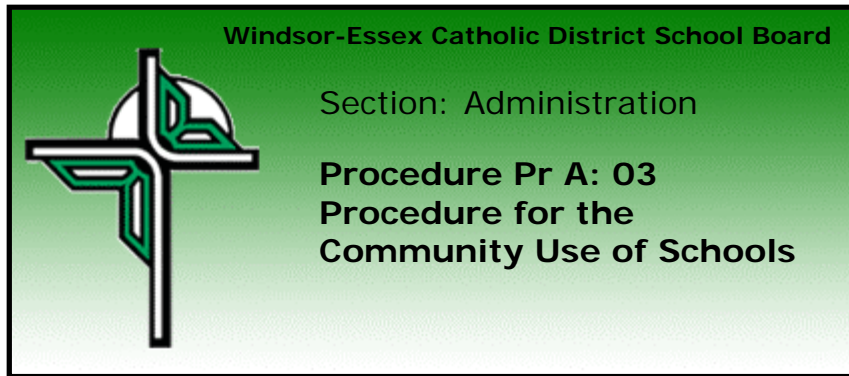 Windsor-Essex Catholic District School Board
Section: Administration
Procedure Pr A: 03
Procedure for the
Community Use of Schools